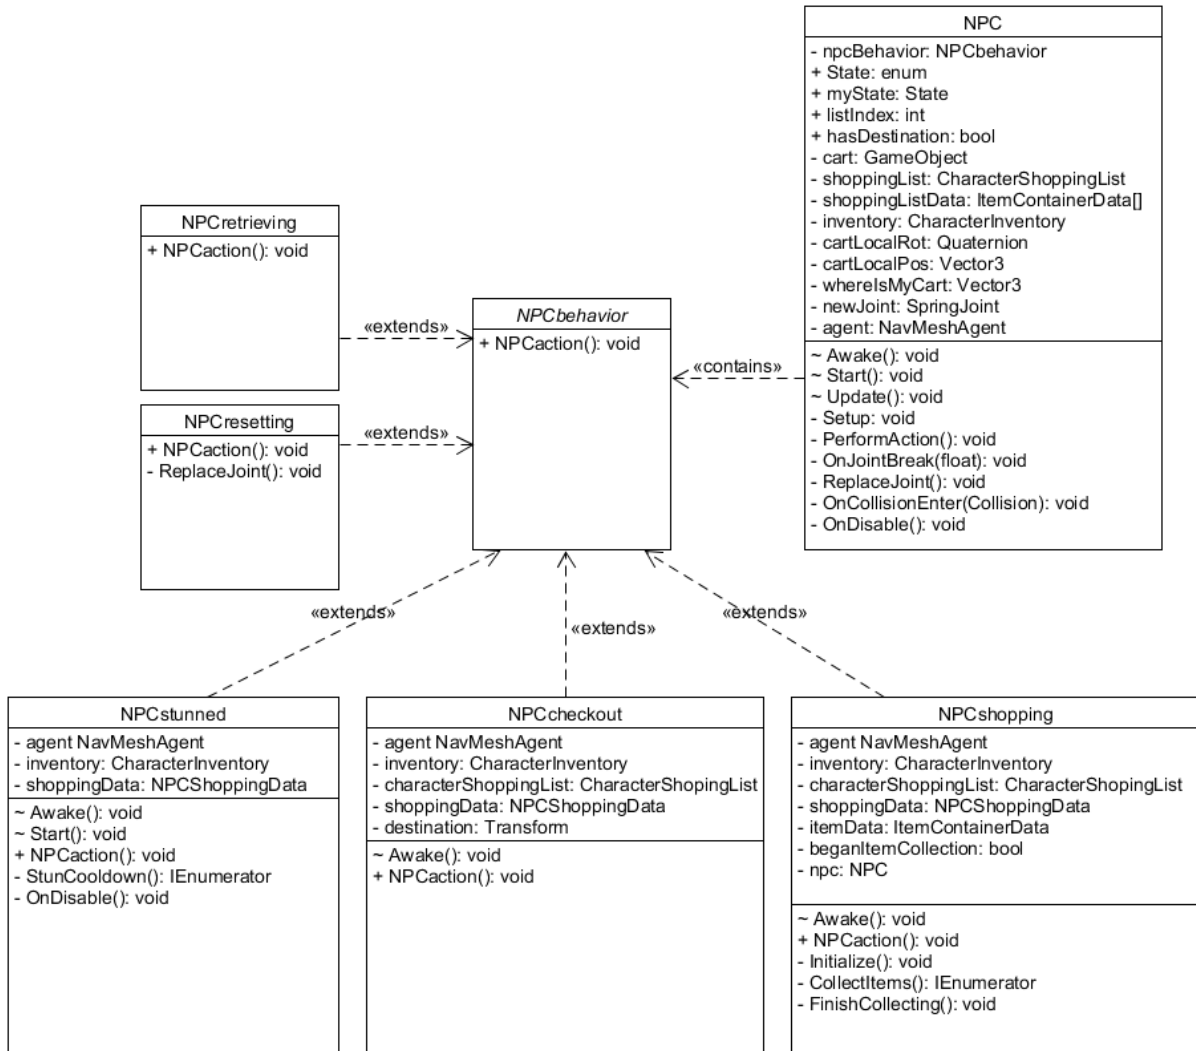 NPC
- npcBehavior: NPCbehavior
+ State: enum
+ myState: State
+ listIndex: int
+ hasDestination: bool
- cart: GameObject
- shoppingList: CharacterShoppingList
- shoppingListData: ItemContainerData[]
- inventory: CharacterInventory
- cartLocalRot: Quaternion
- cartLocalPos: Vector3
- whereIsMyCart: Vector3
- newJoint: SpringJoint
- agent: NavMeshAgent
~ Awake(): void
~ Start(): void
~ Update(): void
- Setup: void
- PerformAction(): void
- OnJointBreak(float): void
- ReplaceJoint(): void
- OnCollisionEnter(Collision): void
- OnDisable(): void
NPCretrieving
+ NPCaction(): void
«extends»
NPCbehavior
+ NPCaction(): void
«contains»
NPCresetting
+ NPCaction(): void
- ReplaceJoint(): void
«extends»
«extends»
«extends»
«extends»
NPCstunned
- agent NavMeshAgent
- inventory: CharacterInventory
- shoppingData: NPCShoppingData
~ Awake(): void
~ Start(): void
+ NPCaction(): void
- StunCooldown(): IEnumerator
- OnDisable(): void
NPCcheckout
- agent NavMeshAgent
- inventory: CharacterInventory
- characterShoppingList: CharacterShopingList
- shoppingData: NPCShoppingData
- destination: Transform
~ Awake(): void
+ NPCaction(): void
NPCshopping
- agent NavMeshAgent
- inventory: CharacterInventory
- characterShoppingList: CharacterShopingList
- shoppingData: NPCShoppingData
- itemData: ItemContainerData
- beganItemCollection: bool
- npc: NPC
~ Awake(): void
+ NPCaction(): void
- Initialize(): void
- CollectItems(): IEnumerator
- FinishCollecting(): void